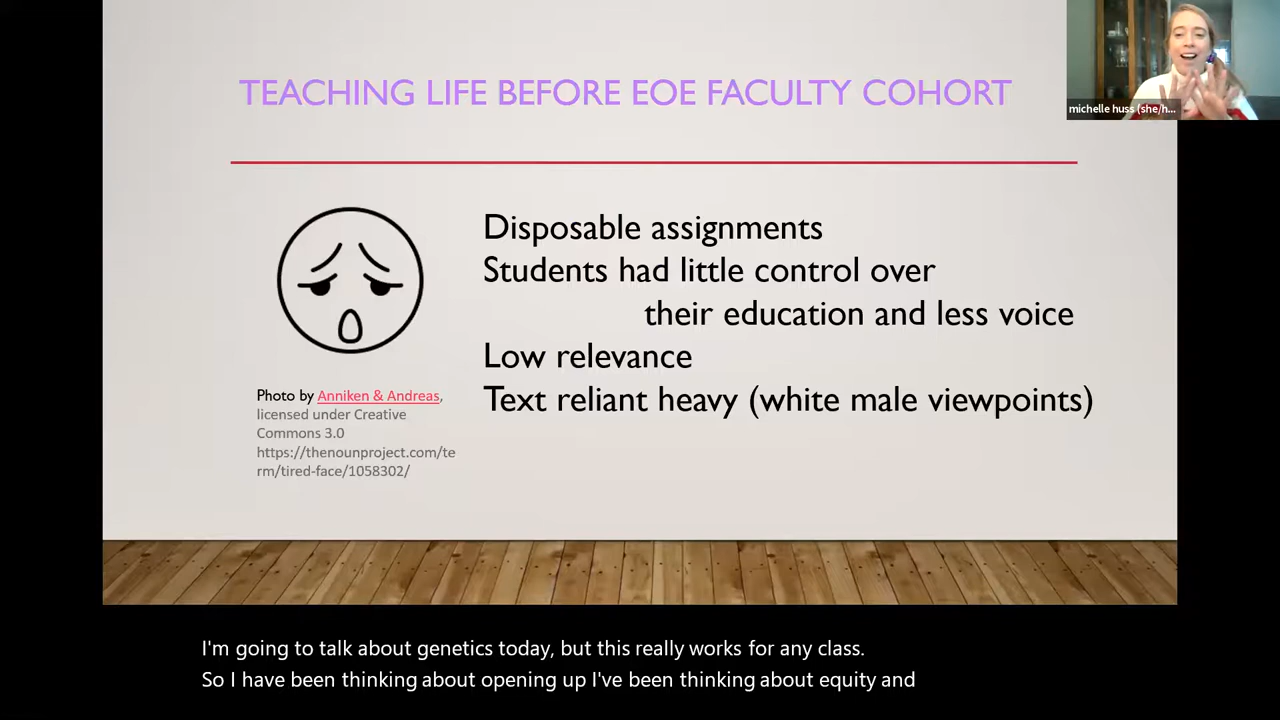 TEACHING LIFE BEFORE EOE FACULTY COHORT
michelle huss (she/h...
Disposable assignments
Students had little control over
their education and less voice
Low relevance
Text reliant heavy (white male viewpoints)
Photo by Anniken & Andreas,
licensed under Creative
Commons 3.0
https://thenounproject.com/te
rm/tired-face/1058302/
I'm going to talk about genetics today, but this really works for any class.
So I have been thinking about opening up I've been thinking about equity and